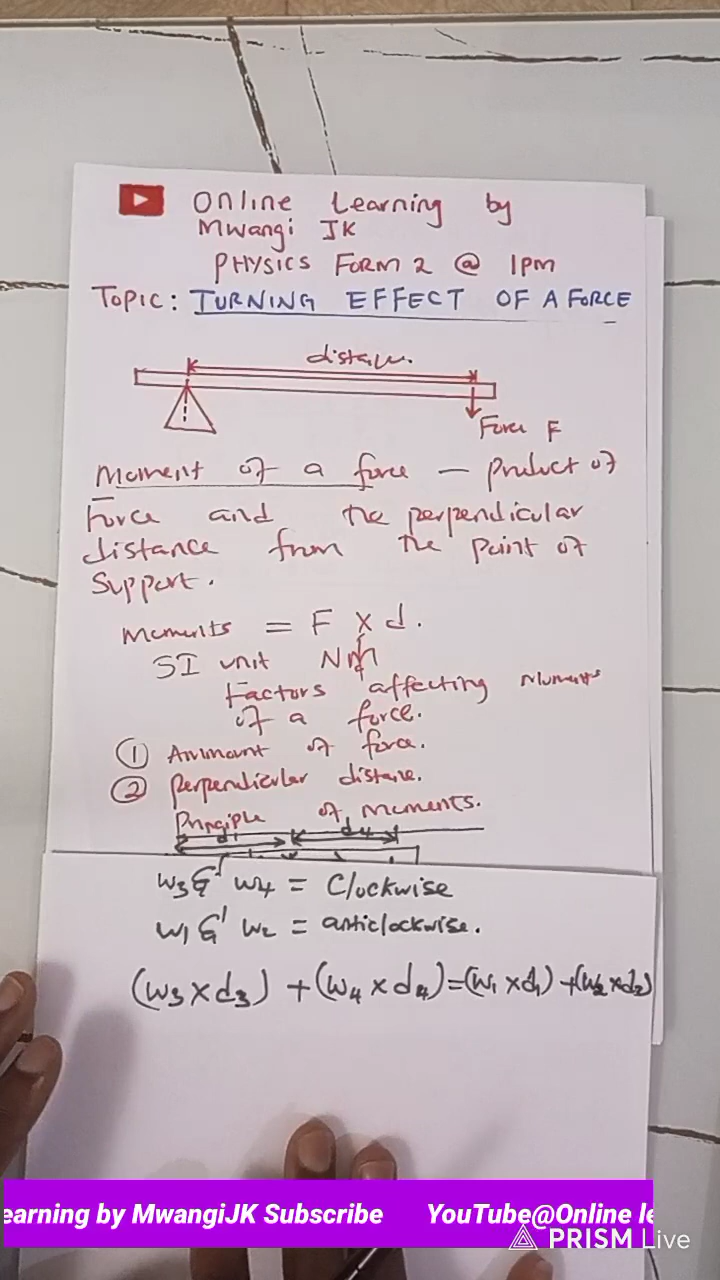 Online Learning by
Mwangi JK
PHYSICS FORM 2 @ 1pm
TOPIC: TURNING EFFECT OF A FORCE
distance.
Force F
Moment of a force – product of
Force and the perpendicular
distance from the point of
support.
Moments = F x d.
SI unit Nm
Factors affecting Moments
of a force.
① Ammount of force.
② Perpendicular distance.
Principle of Moments.
d1 d4
W3 & W4 = Clockwise
W1 & W2 = anticlockwise.
(W3 x d3) + (W4 x d4) = (W1 x d1) + (W2 x d2)
earning by MwangiJK Subscribe YouTube@Online le
PRISM Live